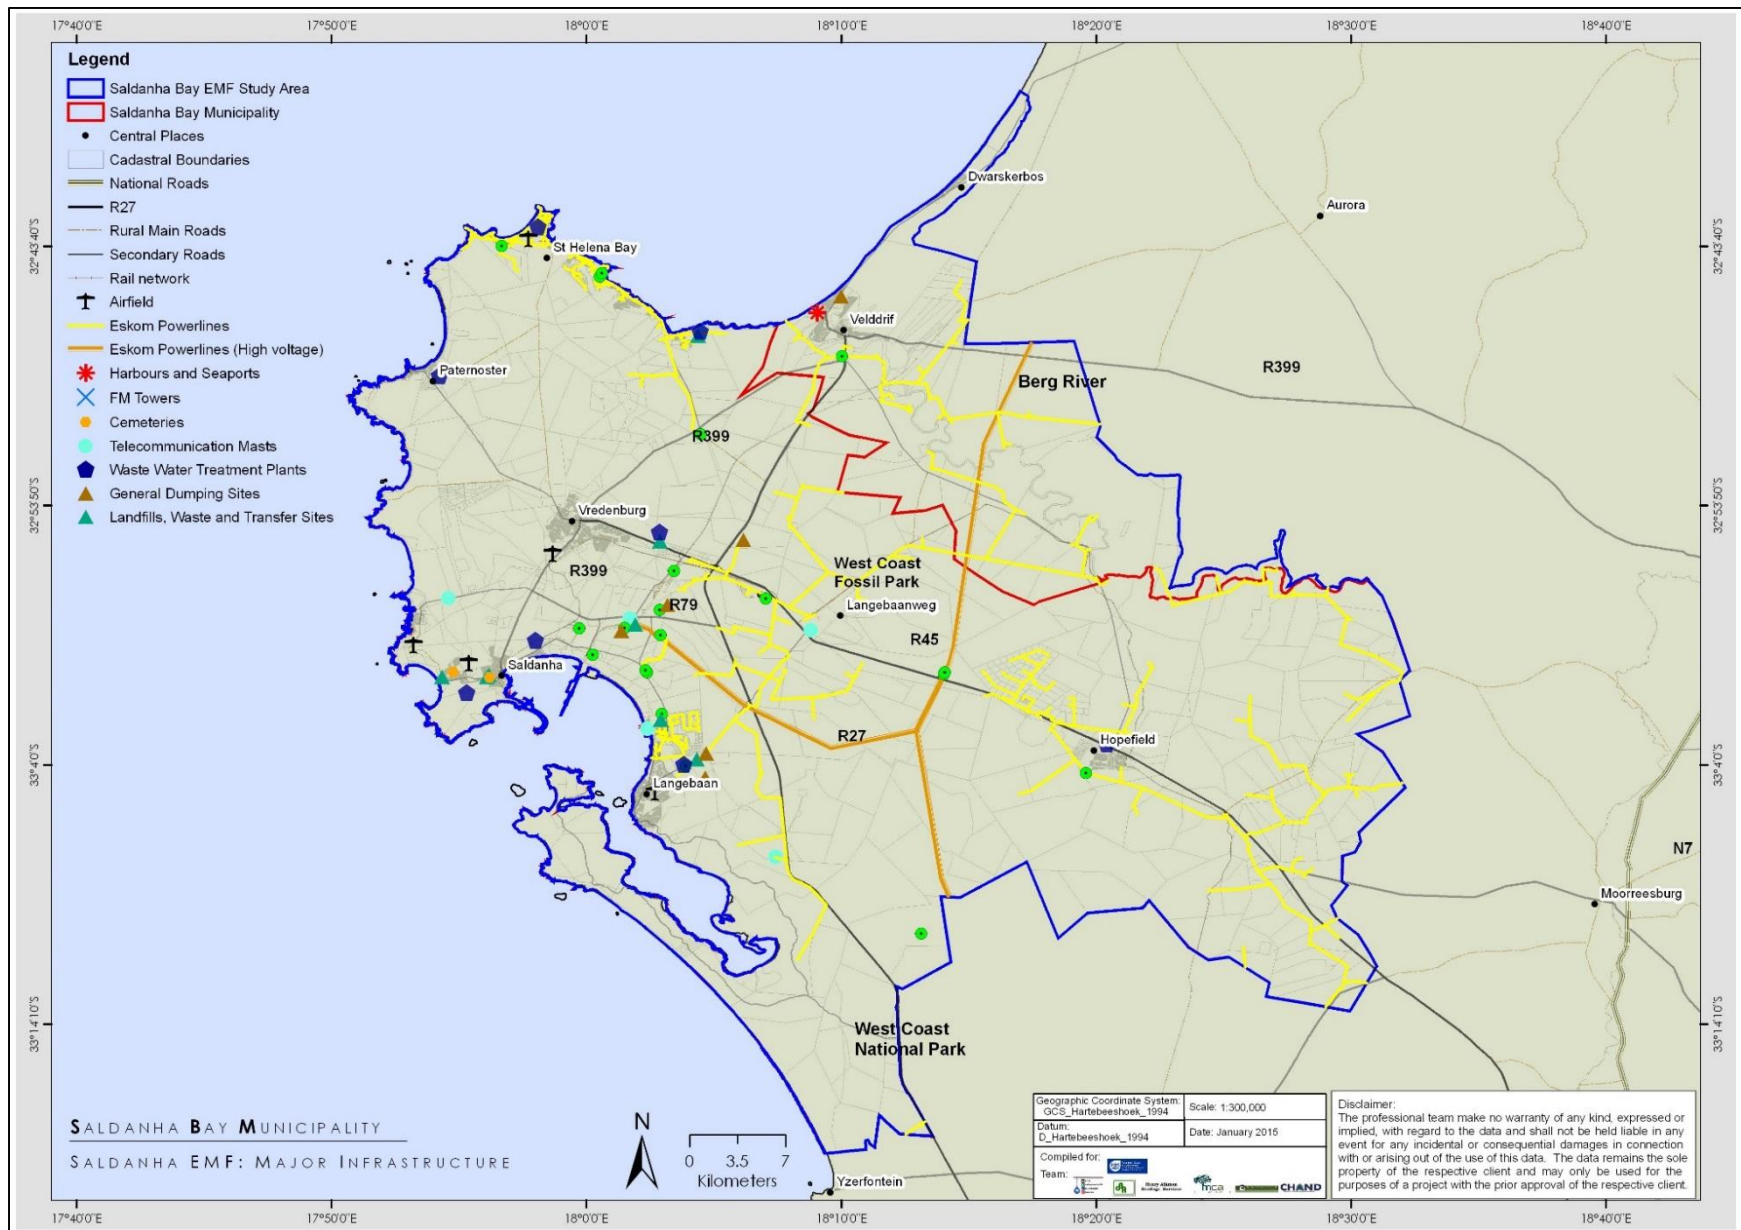 17°40'0"E 17°50'0"E 18°0'0"E 18°10'0"E 18°20'0"E 18°30'0"E 18°40'0"E
Legend
Saldanha Bay EMF Study Area
Saldanha Bay Municipality
Central Places
Cadastral Boundaries
National Roads
R27
Rural Main Roads
Secondary Roads
Rail network
Airfield
Eskom Powerlines
Eskom Powerlines (High voltage)
Harbours and Seaports
FM Towers
Cemeteries
Telecommunication Masts
Waste Water Treatment Plants
General Dumping Sites
Landfills, Waste and Transfer Sites
32°43'40"S
32°53'50"S
33°4'0"S
33°14'10"S
Dwarskerbos
Aurora
St Helena Bay
Velddrif
Paternoster
Berg River
R399
R399
Vredenburg
West Coast
Fossil Park
R399
R79
Langebaanweg
R45
Saldanha
R27
Hopefield
Langebaan
N7
Moorreesburg
West Coast
National Park
Yzerfontein
32°43'40"S
32°53'50"S
33°4'0"S
33°14'10"S
SALDANHA BAY MUNICIPALITY
SALDANHA EMF: MAJOR INFRASTRUCTURE
N
0 3.5 7
Kilometers
Geographic Coordinate System:
GCS_Hartebeeshoek_1994
Scale: 1:300,000
Datum:
D_Hartebeeshoek_1994
Date: January 2015
Compiled for:
Team:
mca
CHAND
Disclaimer:
The professional team make no warranty of any kind, expressed or
implied, with regard to the data and shall not be held liable in any
event for any incidental or consequential damages in connection
with or arising out of the use of this data. The data remains the sole
property of the respective client and may only be used for the
purposes of a project with the prior approval of the respective client.
17°40'0"E 17°50'0"E 18°0'0"E 18°10'0"E 18°20'0"E 18°30'0"E 18°40'0"E